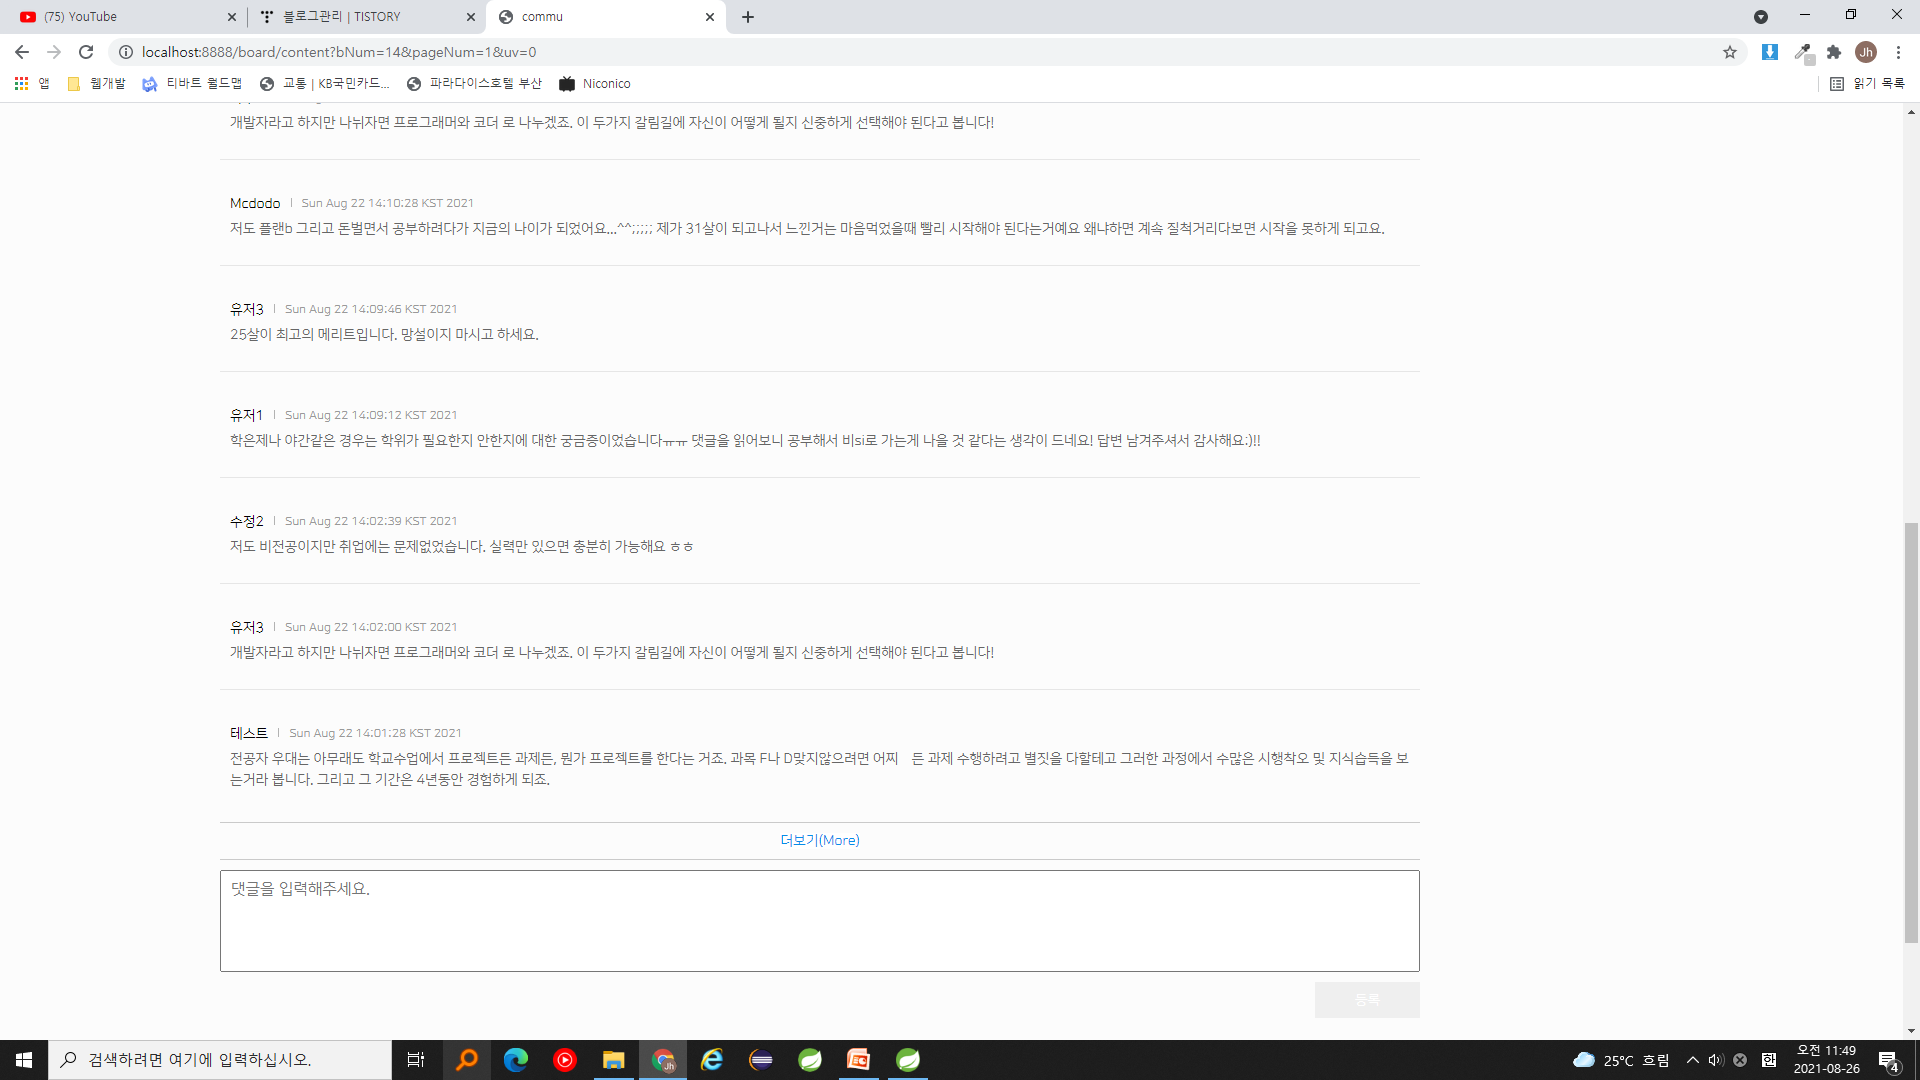 (75) YouTube
블로그관리 | TISTORY
commu
localhost:8888/board/content?bNum=14&pageNum=1&uv=0
Jh
앱
웹개발
티바트 월드맵
교통 | KB국민카드...
파라다이스호텔 부산
Niconico
읽기 목록
개발자라고 하지만 나뉘자면 프로그래머와 코더 로 나누겠죠. 이 두가지 갈림길에 자신이 어떻게 될지 신중하게 선택해야 된다고 봅니다!
Mcdodo | Sun Aug 22 14:10:28 KST 2021
저도 플랜b 그리고 돈벌면서 공부하려다가 지금의 나이가 되었어요...^^;;;;; 제가 31살이 되고나서 느낀거는 마음먹었을때 빨리 시작해야 된다는거예요 왜냐하면 계속 질척거리다보면 시작을 못하게 되고요.
유저3 | Sun Aug 22 14:09:46 KST 2021
25살이 최고의 메리트입니다. 망설이지 마시고 하세요.
유저1 | Sun Aug 22 14:09:12 KST 2021
학은제나 야간같은 경우는 학위가 필요한지 안한지에 대한 궁금증이었습니다ㅠㅠ 댓글을 읽어보니 공부해서 비si로 가는게 나을 것 같다는 생각이 드네요! 답변 남겨주셔서 감사해요:)!!
수정2 | Sun Aug 22 14:02:39 KST 2021
저도 비전공이지만 취업에는 문제없었습니다. 실력만 있으면 충분히 가능해요 ㅎㅎ
유저3 | Sun Aug 22 14:02:00 KST 2021
개발자라고 하지만 나뉘자면 프로그래머와 코더 로 나누겠죠. 이 두가지 갈림길에 자신이 어떻게 될지 신중하게 선택해야 된다고 봅니다!
테스트 | Sun Aug 22 14:01:28 KST 2021
전공자 우대는 아무래도 학교수업에서 프로젝트든 과제든, 뭔가 프로젝트를 한다는 거죠. 과목 F나 D맞지않으려면 어찌 든 과제 수행하려고 별짓을 다할테고 그러한 과정에서 수많은 시행착오 및 지식습득을 보
는거라 봅니다. 그리고 그 기간은 4년동안 경험하게 되죠.
더보기(More)
댓글을 입력해주세요.
등록
검색하려면 여기에 입력하십시오.
Jh
25°C 흐림
한
오전 11:49
2021-08-26
4